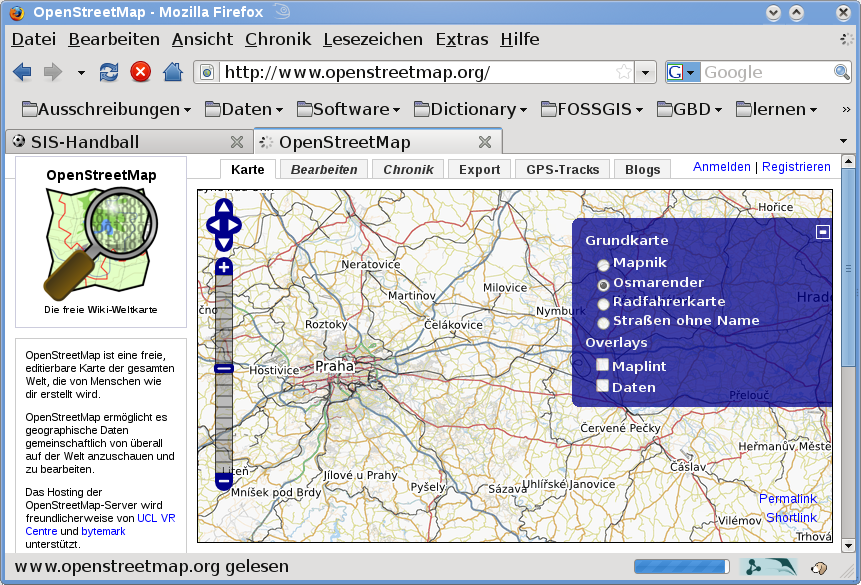 OpenStreetMap - Mozilla Firefox
Datei Bearbeiten Ansicht Chronik Lesezeichen Extras Hilfe
http://www.openstreetmap.org/
G Google
Ausschreibungen Daten Software Dictionary FOSSGIS GBD lernen »
SIS-Handball OpenStreetMap
OpenStreetMap
Die freie Wiki-Weltkarte
OpenStreetMap ist eine freie,
editierbare Karte der gesamten
Welt, die von Menschen wie
dir erstellt wird.
OpenStreetMap ermöglicht es
geographische Daten
gemeinschaftlich von überall
auf der Welt anzuschauen und
zu bearbeiten.
Das Hosting der
OpenStreetMap-Server wird
freundlicherweise von UCL VR
Centre und bytemark
unterstützt.
Karte Bearbeiten Chronik Export GPS-Tracks Blogs
Anmelden | Registrieren
Hořice
Neratovice
Martinov
Milovice
Nymburk
Roztoky
Čelákovice
Praha
Hostivice
Červené Pečky
Heřmanův Měste
Čáslav
Liteň
Jílové u Prahy
Mníšek pod Brdy
Pyšely
Sázava
Uhlířské Janovice
Vilémov
Trhová
Grundkarte
Mapnik
Osmarender
Radfahrerkarte
Straßen ohne Name
Overlays
Maplint
Daten
Hrade
Přelouč
Permalink
Shortlink
www.openstreetmap.org gelesen